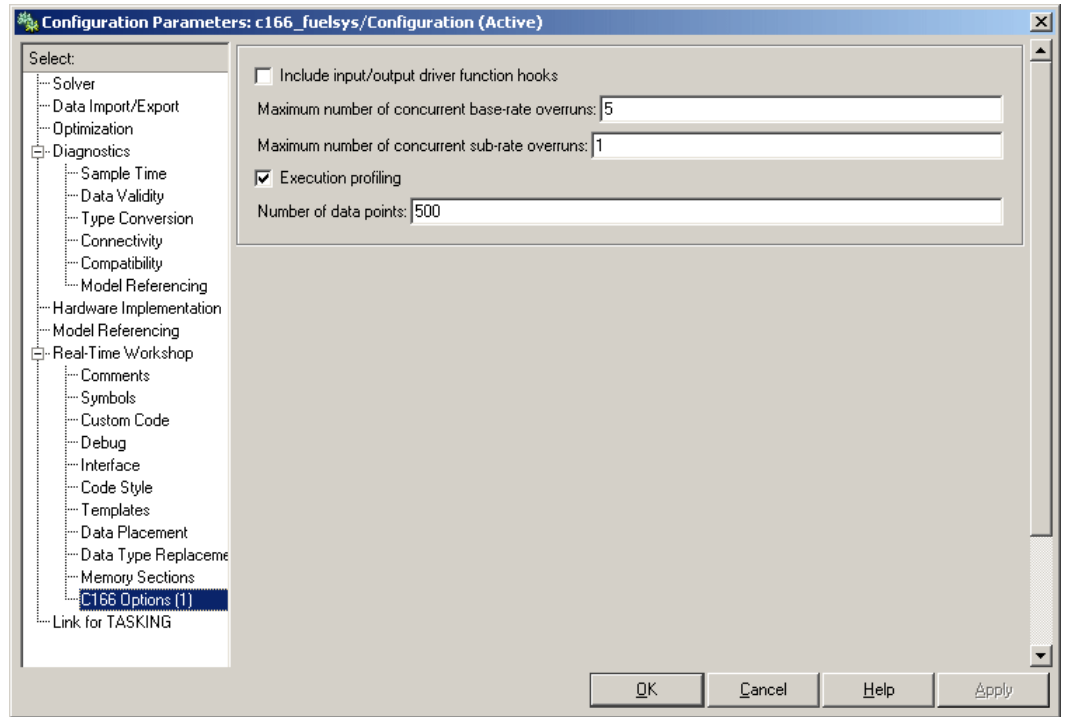 Configuration Parameters: c166_fuelsys/Configuration (Active)
Select:
Solver
Data Import/Export
Optimization
Diagnostics
Sample Time
Data Validity
Type Conversion
Connectivity
Compatibility
Model Referencing
Hardware Implementation
Model Referencing
Real-Time Workshop
Comments
Symbols
Custom Code
Debug
Interface
Code Style
Templates
Data Placement
Data Type Replaceme
Memory Sections
C166 Options (1)
Link for TASKING
Include input/output driver function hooks
Maximum number of concurrent base-rate overruns: 5
Maximum number of concurrent sub-rate overruns: 1
Execution profiling
Number of data points: 500
OK
Cancel
Help
Apply